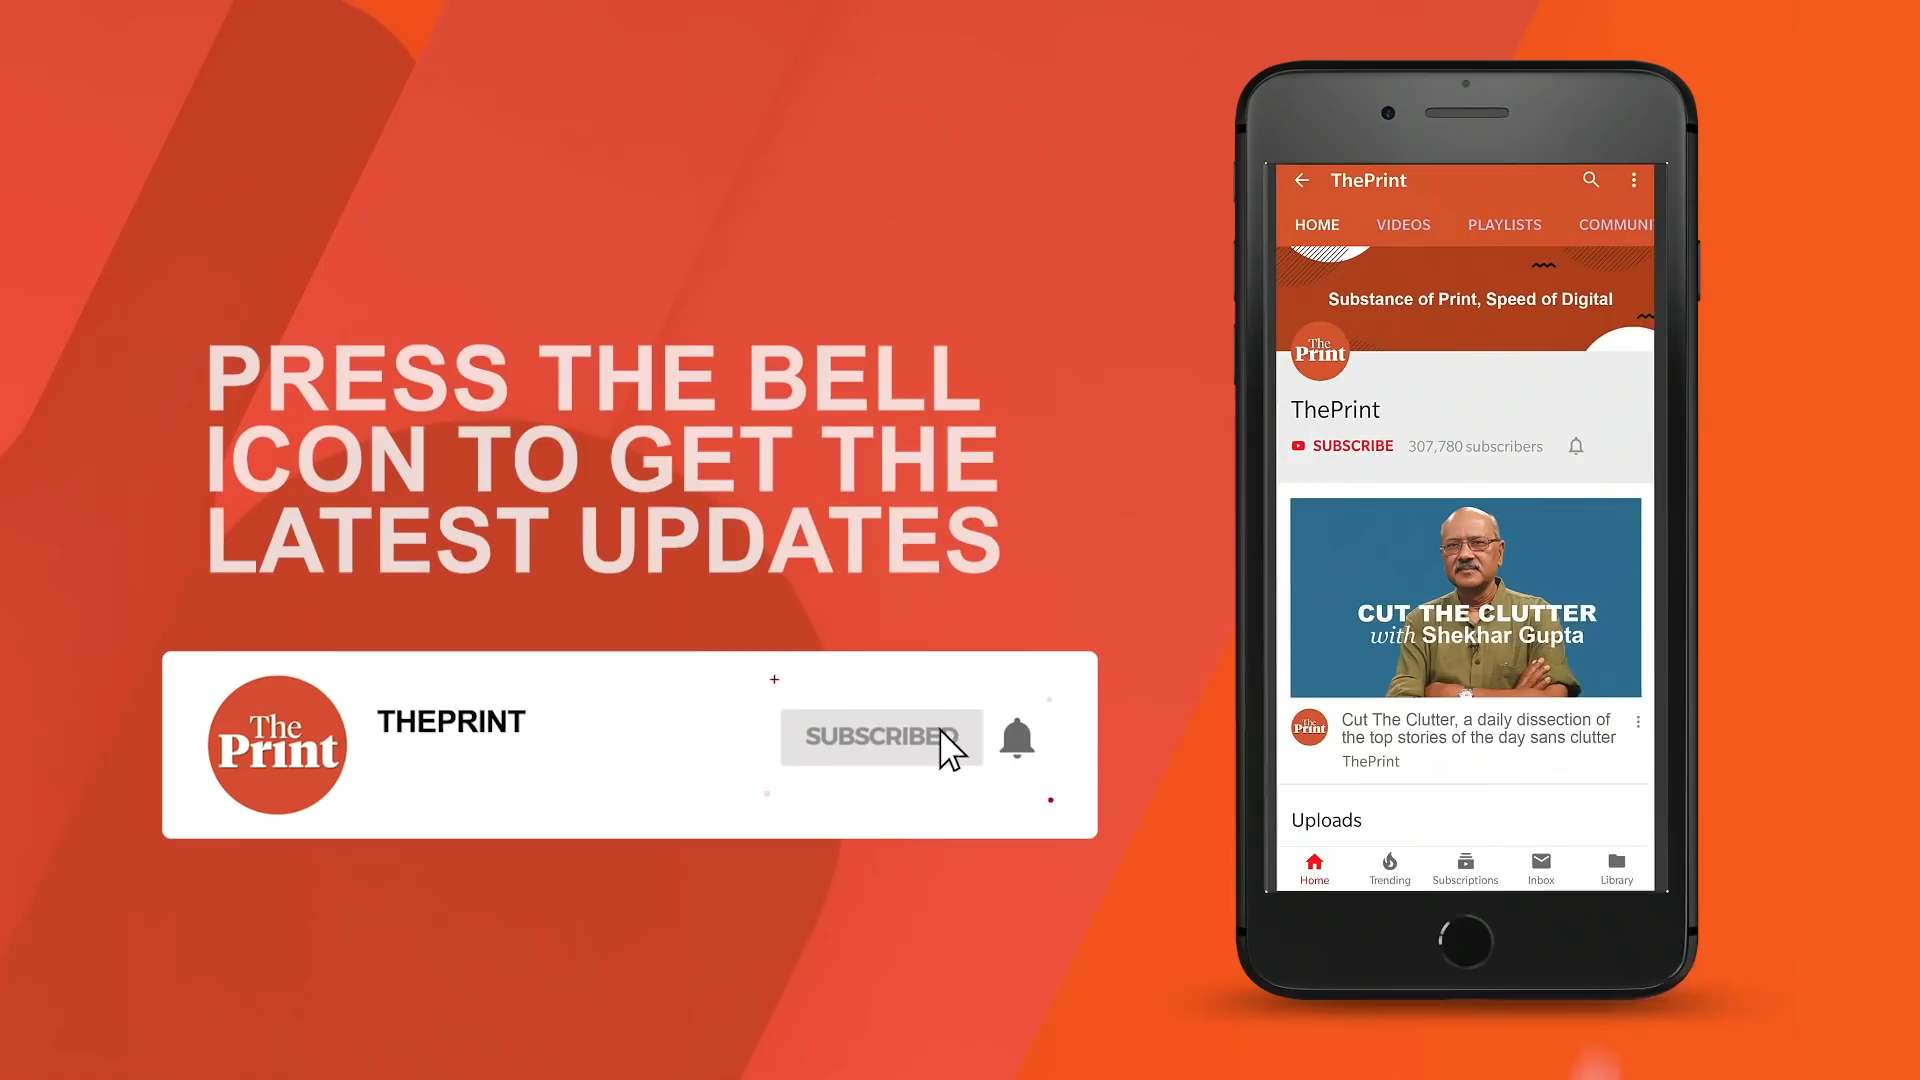 PRESS THE BELL
ICON TO GET THE
LATEST UPDATES
The
Print
THEPRINT
SUBSCRIBED
ThePrint
HOME VIDEOS PLAYLISTS COMMUNI
Substance of Print, Speed of Digital
The
Print
ThePrint
SUBSCRIBE 307,780 subscribers
CUT THE CLUTTER
with Shekhar Gupta
The
Print
Cut The Clutter, a daily dissection of
the top stories of the day sans clutter
ThePrint
Uploads
Home Trending Subscriptions Inbox Library